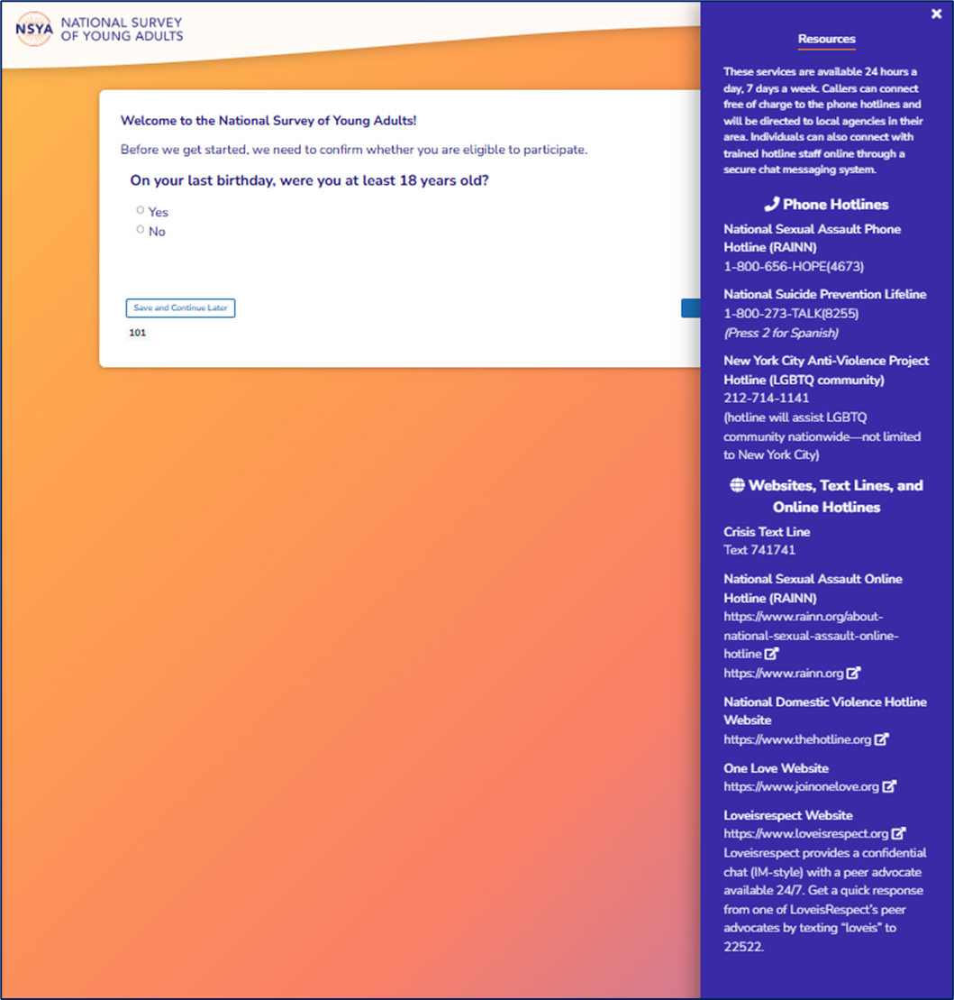 NSYA NATIONAL SURVEY
OF YOUNG ADULTS
Welcome to the National Survey of Young Adults!
Before we get started, we need to confirm whether you are eligible to participate.
On your last birthday, were you at least 18 years old?
Yes
No
Save and Continue Later
101
Resources
These services are available 24 hours a
day, 7 days a week. Callers can connect
free of charge to the phone hotlines and
will be directed to local agencies in their
area. Individuals can also connect with
trained hotline staff online through a
secure chat messaging system.
Phone Hotlines
National Sexual Assault Phone
Hotline (RAINN)
1-800-656-HOPE(4673)
National Suicide Prevention Lifeline
1-800-273-TALK(8255)
(Press 2 for Spanish)
New York City Anti-Violence Project
Hotline (LGBTQ community)
212-714-1141
(hotline will assist LGBTQ
community nationwide—not limited
to New York City)
Websites, Text Lines, and
Online Hotlines
Crisis Text Line
Text 741741
National Sexual Assault Online
Hotline (RAINN)
https://www.rainn.org/about-
national-sexual-assault-online-
hotline
https://www.rainn.org
National Domestic Violence Hotline
Website
https://www.thehotline.org
One Love Website
https://www.joinonelove.org
Loveisrespect Website
https://www.loveisrespect.org
Loveisrespect provides a confidential
chat (IM-style) with a peer advocate
available 24/7. Get a quick response
from one of LoveisRespect's peer
advocates by texting “loveis” to
22522.